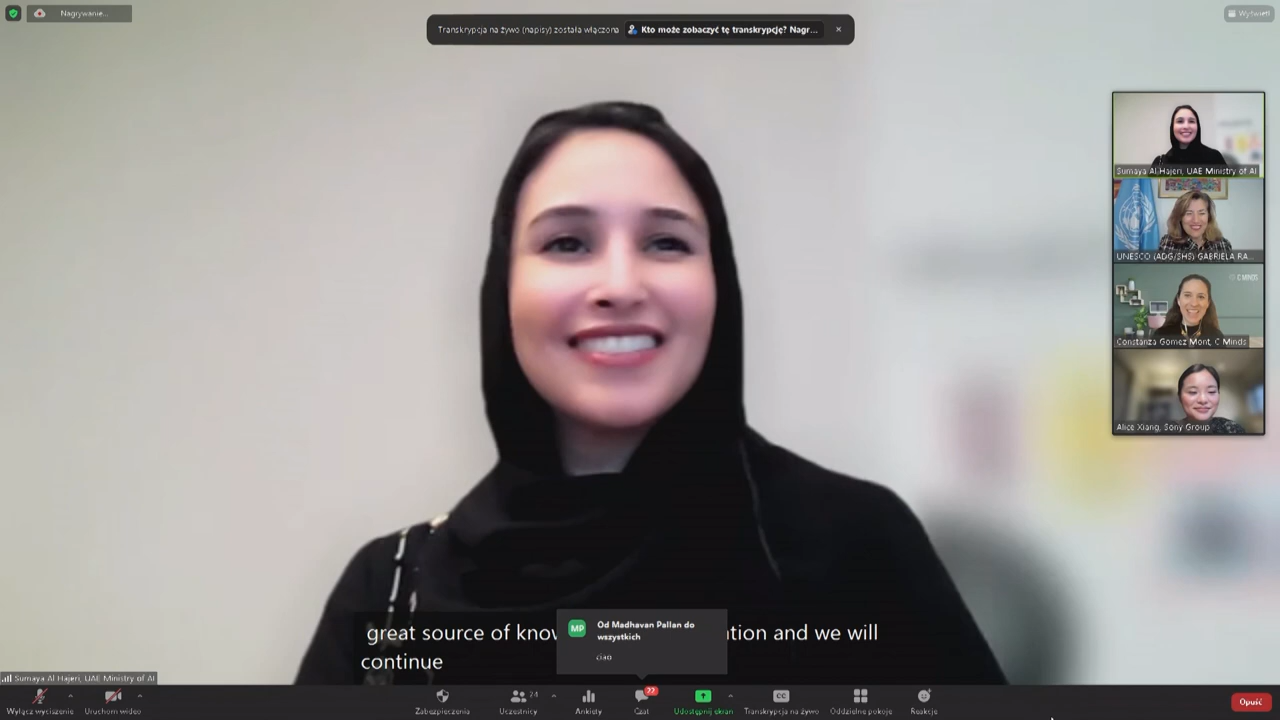 Nagrywanie...
Transkrypcja na żywo (napisy) została włączona
Kto może zobaczyć tę transkrypcję? Nagr...
Wyświetl
Sumaya Al Hajeri, UAE Ministry of AI
UNESCO (ADG/SHS) GABRIELA RA...
C MINDS
Constanza Gomez Mont, C Minds
Alice Xiang, Sony Group
great source of know
ation and we will
continue
MP
Od Madhavan Pallan do
wszystkich
ciao
Sumaya Al Hajeri, UAE Ministry of AI
Wyłącz wyciszenie
Uruchom wideo
Zabezpieczenia
24
Uczestnicy
Ankiety
22
Czat
Udostępnij ekran
CC
Transkrypcja na żywo
Oddzielne pokoje
Reakcje
Opuść